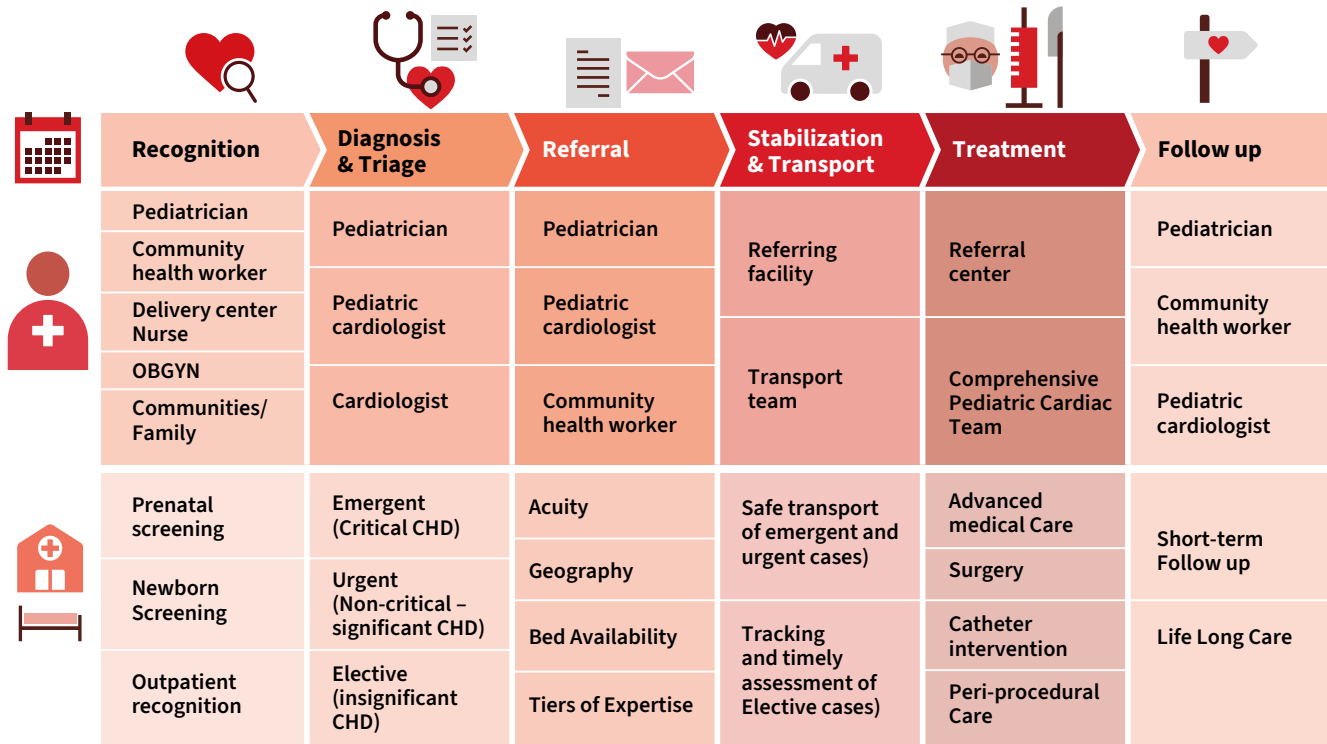 Recognition
Diagnosis
& Triage
Referral
Stabilization
& Transport
Treatment
Follow up
Pediatrician
Community
health worker
Delivery center
Nurse
OBGYN
Communities/
Family
Pediatrician
Pediatric
cardiologist
Cardiologist
Pediatrician
Pediatric
cardiologist
Community
health worker
Referring
facility
Transport
team
Referral
center
Comprehensive
Pediatric Cardiac
Team
Pediatrician
Community
health worker
Pediatric
cardiologist
Prenatal
screening
Newborn
Screening
Outpatient
recognition
Emergent
(Critical CHD)
Urgent
(Non-critical –
significant CHD)
Elective
(insignificant
CHD)
Acuity
Geography
Bed Availability
Tiers of Expertise
Safe transport
of emergent and
urgent cases)
Tracking
and timely
assessment of
Elective cases)
Advanced
medical Care
Surgery
Catheter
intervention
Peri-procedural
Care
Short-term
Follow up
Life Long Care